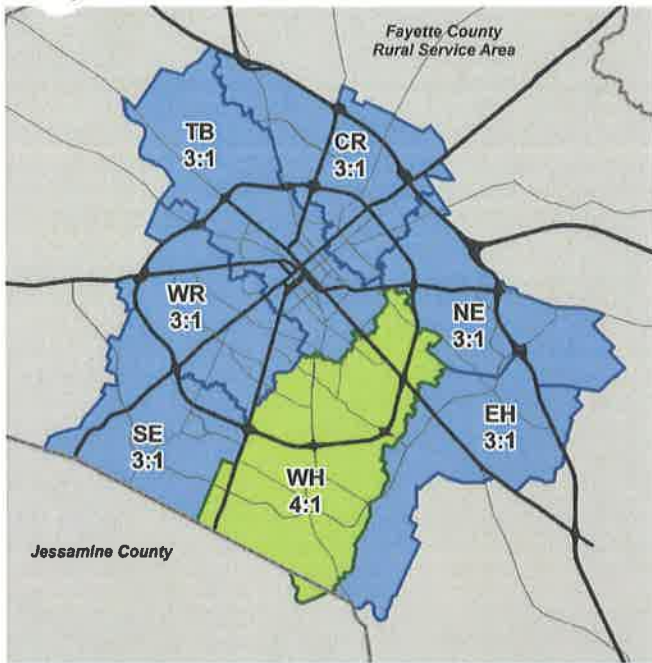 Fayette County
Rural Service Area
TB
3:1
CR
3:1
WR
3:1
NE
3:1
SE
3:1
EH
3:1
WH
4:1
Jessamine County